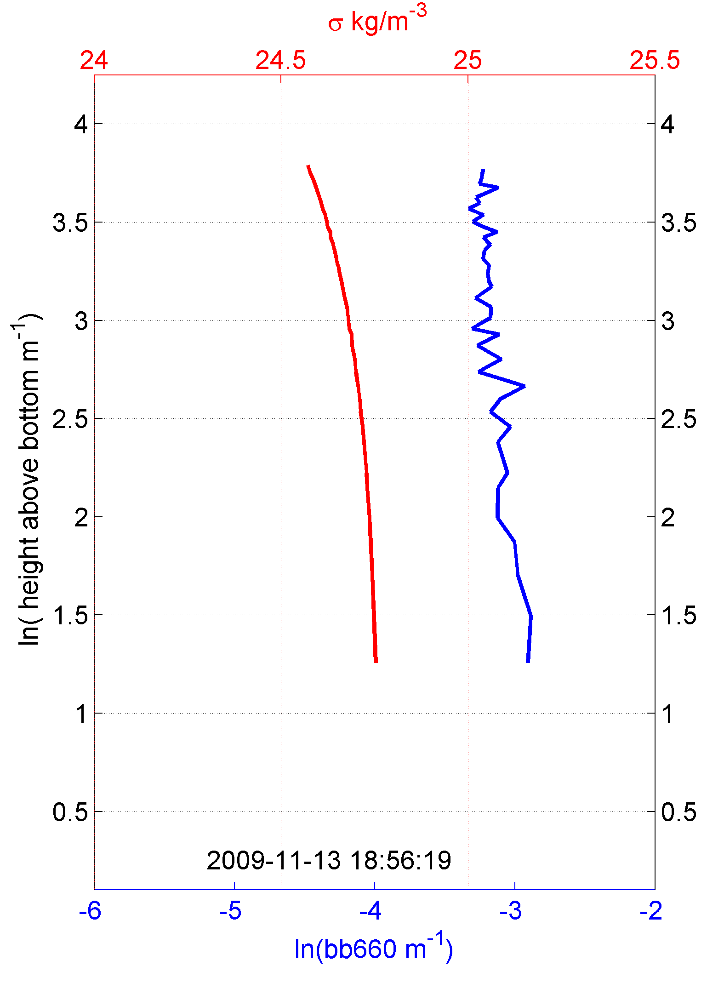 σ kg/m⁻³
24 24.5 25 25.5
4 4
3.5 3.5
3 3
2.5 2.5
2 2
1.5 1.5
1 1
0.5 0.5
ln( height above bottom m⁻¹)
2009-11-13 18:56:19
-6 -5 -4 -3 -2
ln(bb660 m⁻¹)